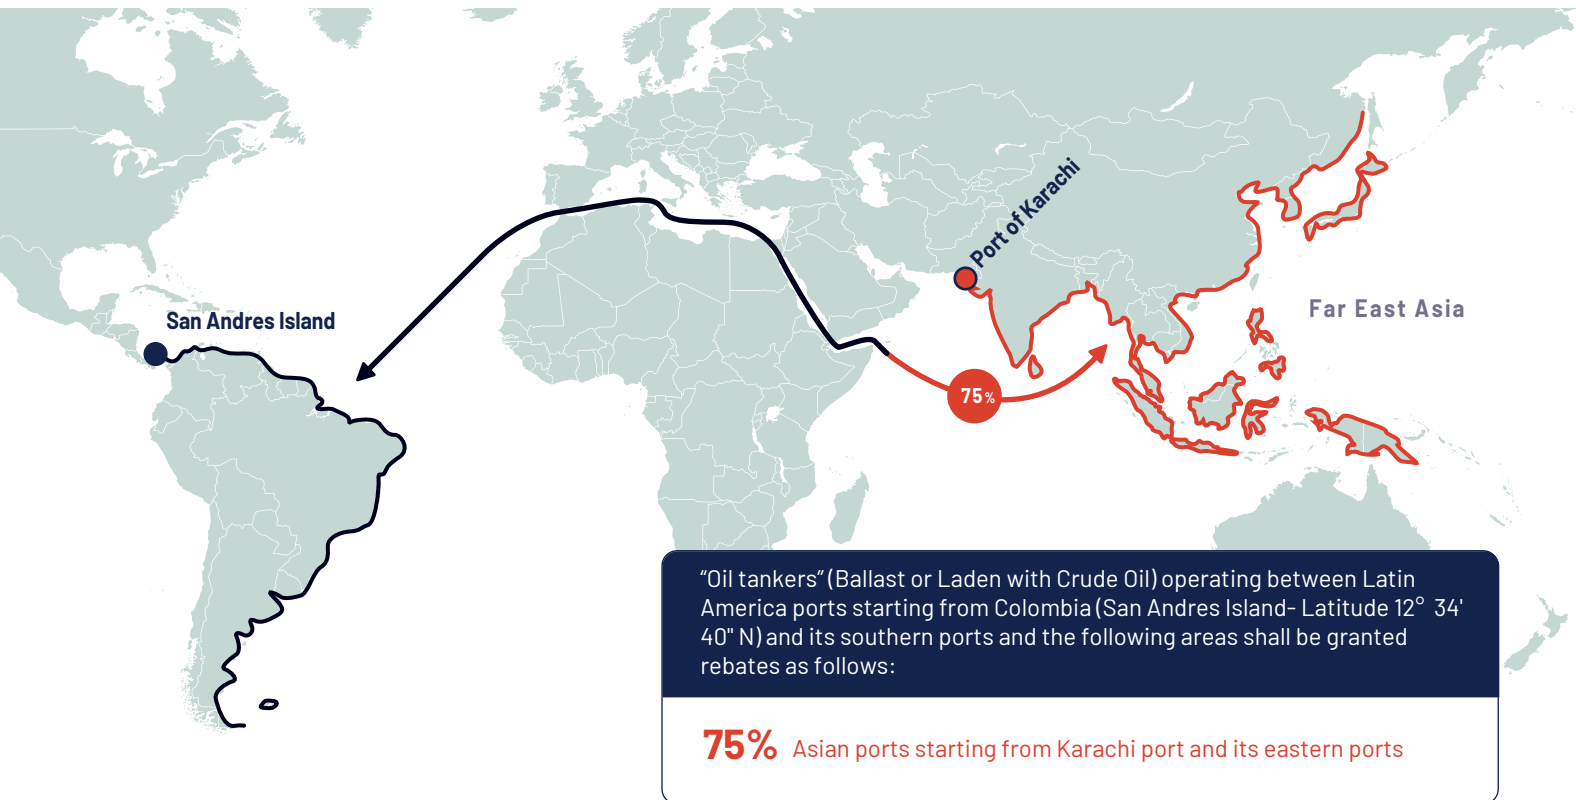 Port of Karachi
Far East Asia
San Andres Island
75%
“Oil tankers” (Ballast or Laden with Crude Oil) operating between Latin
America ports starting from Colombia (San Andres Island- Latitude 12° 34'
40" N) and its southern ports and the following areas shall be granted
rebates as follows:
75% Asian ports starting from Karachi port and its eastern ports